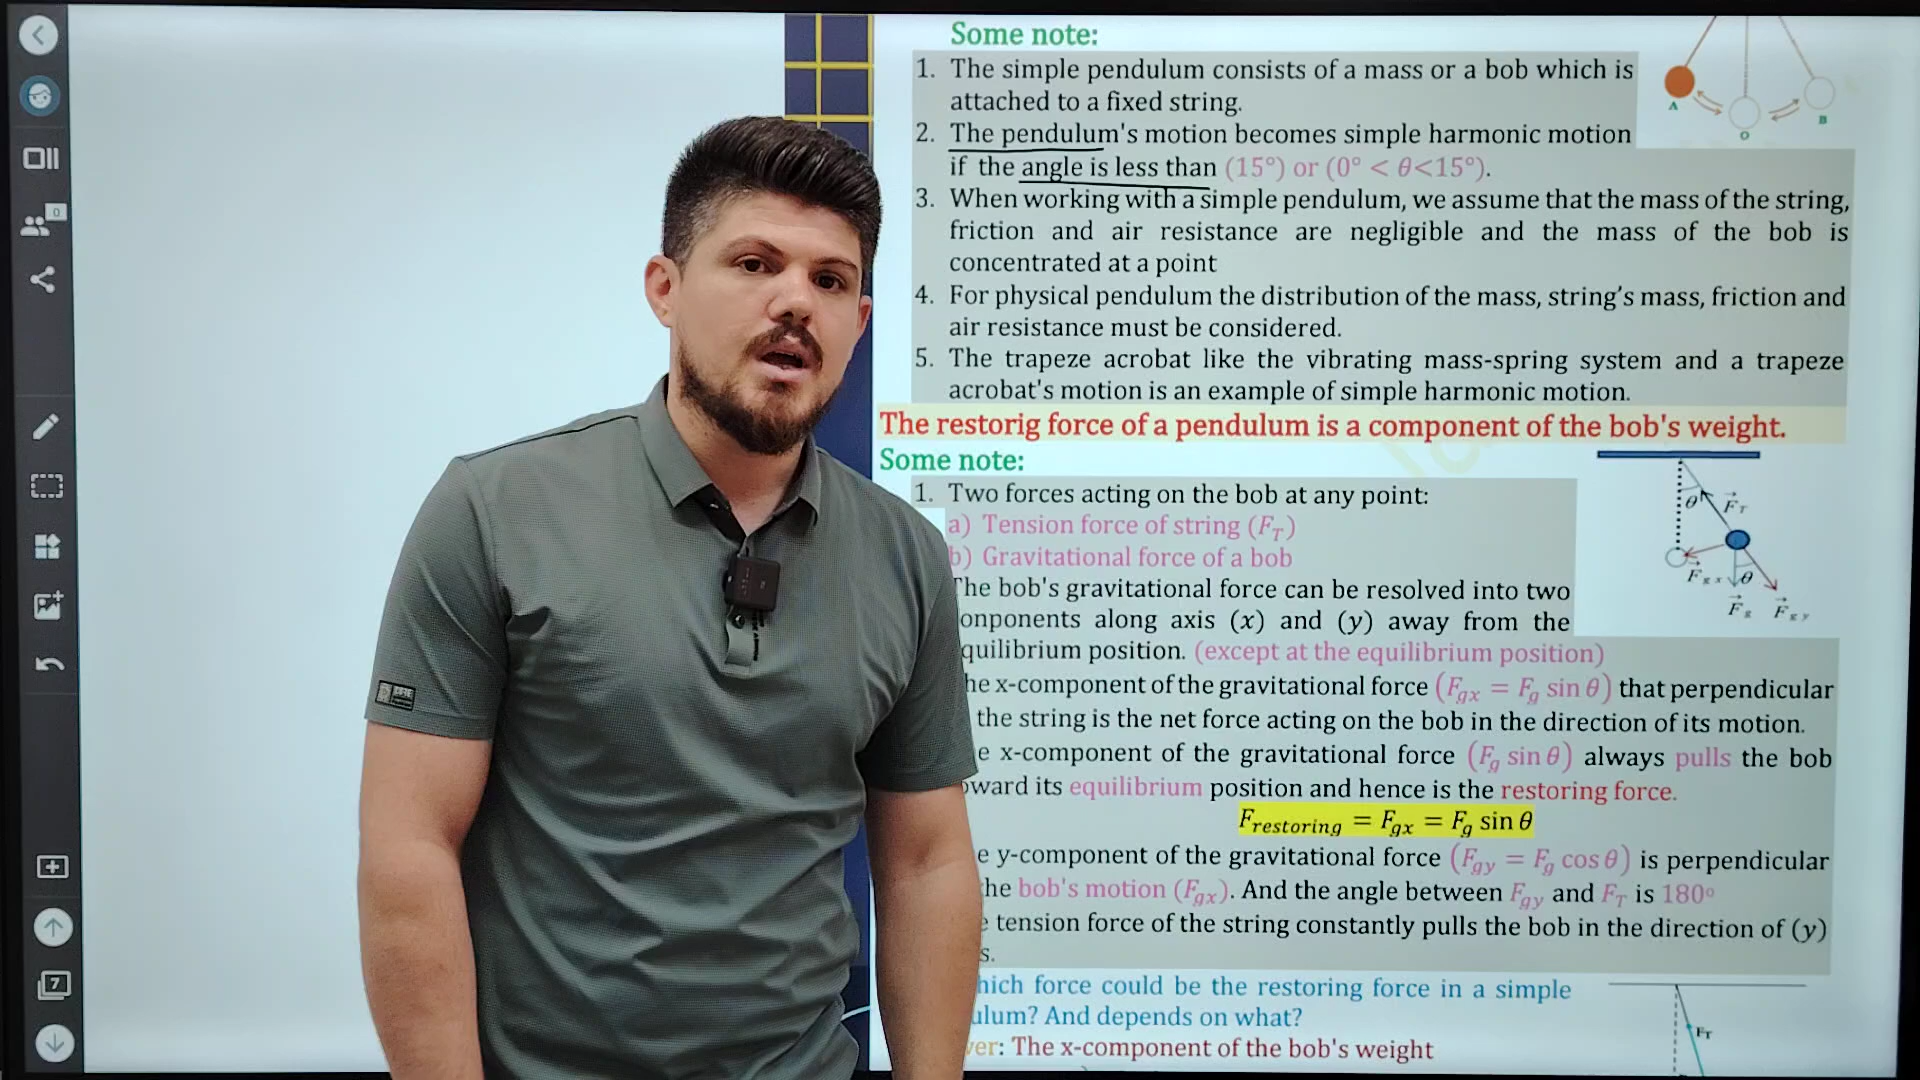 Some note:
1. The simple pendulum consists of a mass or a bob which is
attached to a fixed string.
2. The pendulum's motion becomes simple harmonic motion
if the angle is less than (15°) or (0° < θ<15°).
3. When working with a simple pendulum, we assume that the mass of the string,
friction and air resistance are negligible and the mass of the bob is
concentrated at a point
4. For physical pendulum the distribution of the mass, string's mass, friction and
air resistance must be considered.
5. The trapeze acrobat like the vibrating mass-spring system and a trapeze
acrobat's motion is an example of simple harmonic motion.
A
O
B
The restorig force of a pendulum is a component of the bob's weight.
Some note:
1. Two forces acting on the bob at any point:
a) Tension force of string (F_T)
b) Gravitational force of a bob
The bob's gravitational force can be resolved into two
onponents along axis (x) and (y) away from the
quilibrium position. (except at the equilibrium position)
he x-component of the gravitational force (F_gx = F_g sin θ) that perpendicular
the string is the net force acting on the bob in the direction of its motion.
e x-component of the gravitational force (F_g sin θ) always pulls the bob
oward its equilibrium position and hence is the restoring force.
F_restoring = F_gx = F_g sin θ
e y-component of the gravitational force (F_gy = F_g cos θ) is perpendicular
he bob's motion (F_gx). And the angle between F_gy and F_T is 180°
e tension force of the string constantly pulls the bob in the direction of (y)
s.
hich force could be the restoring force in a simple
ulum? And depends on what?
er: The x-component of the bob's weight
θ
F_T
F_gx
θ
F_g
F_gy
F_T
0
7